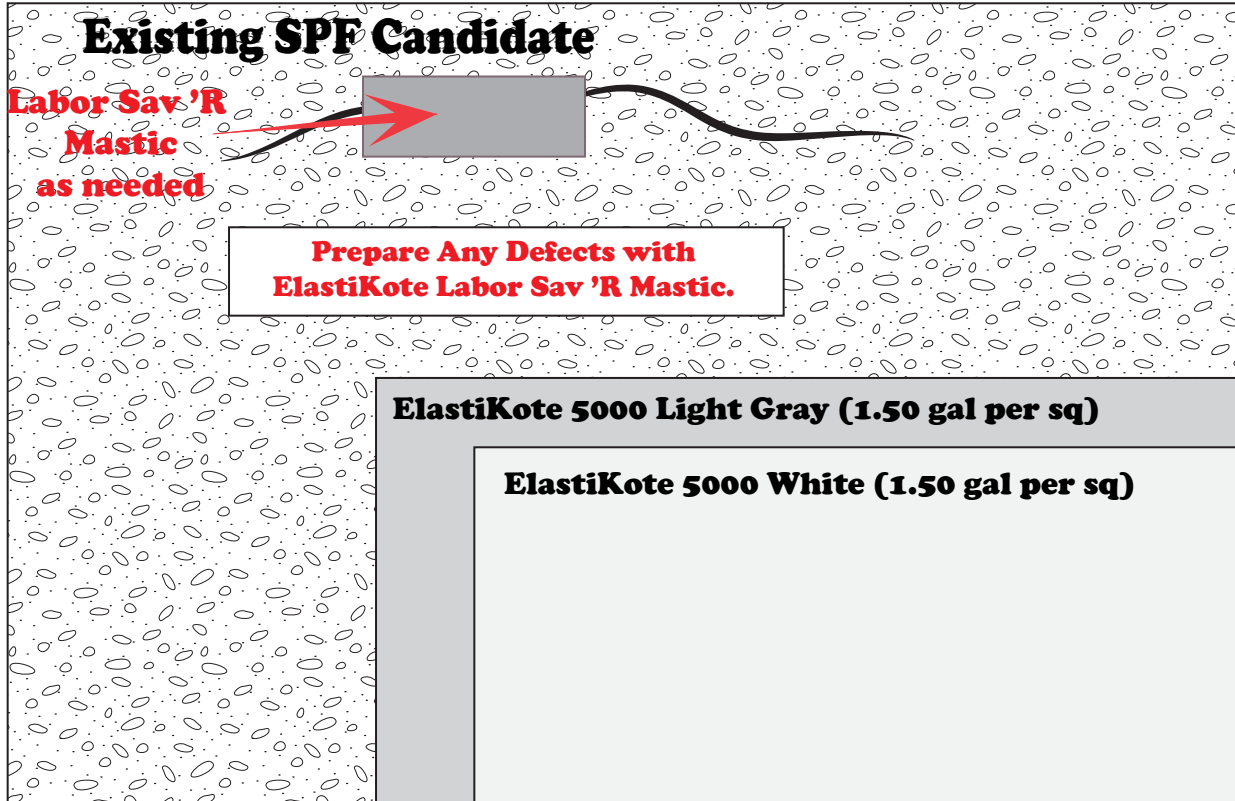 Existing SPF Candidate
Labor Sav ’R
Mastic
as needed
Prepare Any Defects with
ElastiKote Labor Sav ’R Mastic.
ElastiKote 5000 Light Gray (1.50 gal per sq)
ElastiKote 5000 White (1.50 gal per sq)